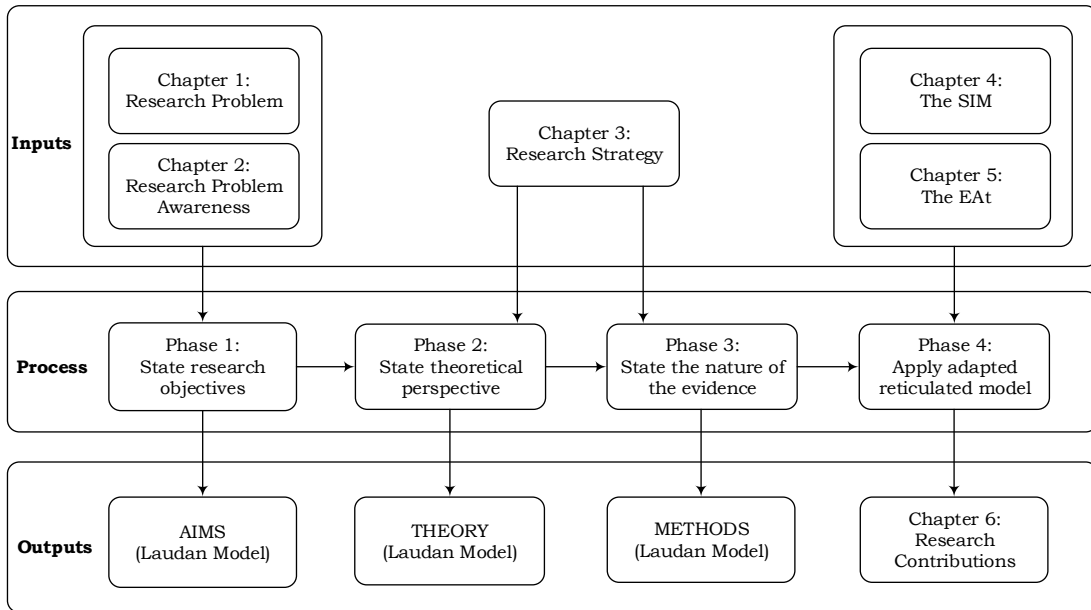 Inputs
Chapter 1:
Research Problem
Chapter 2:
Research Problem
Awareness
Chapter 3:
Research Strategy
Chapter 4:
The SIM
Chapter 5:
The EAt
Process
Phase 1:
State research
objectives
Phase 2:
State theoretical
perspective
Phase 3:
State the nature of
the evidence
Phase 4:
Apply adapted
reticulated model
Outputs
AIMS
(Laudan Model)
THEORY
(Laudan Model)
METHODS
(Laudan Model)
Chapter 6:
Research
Contributions